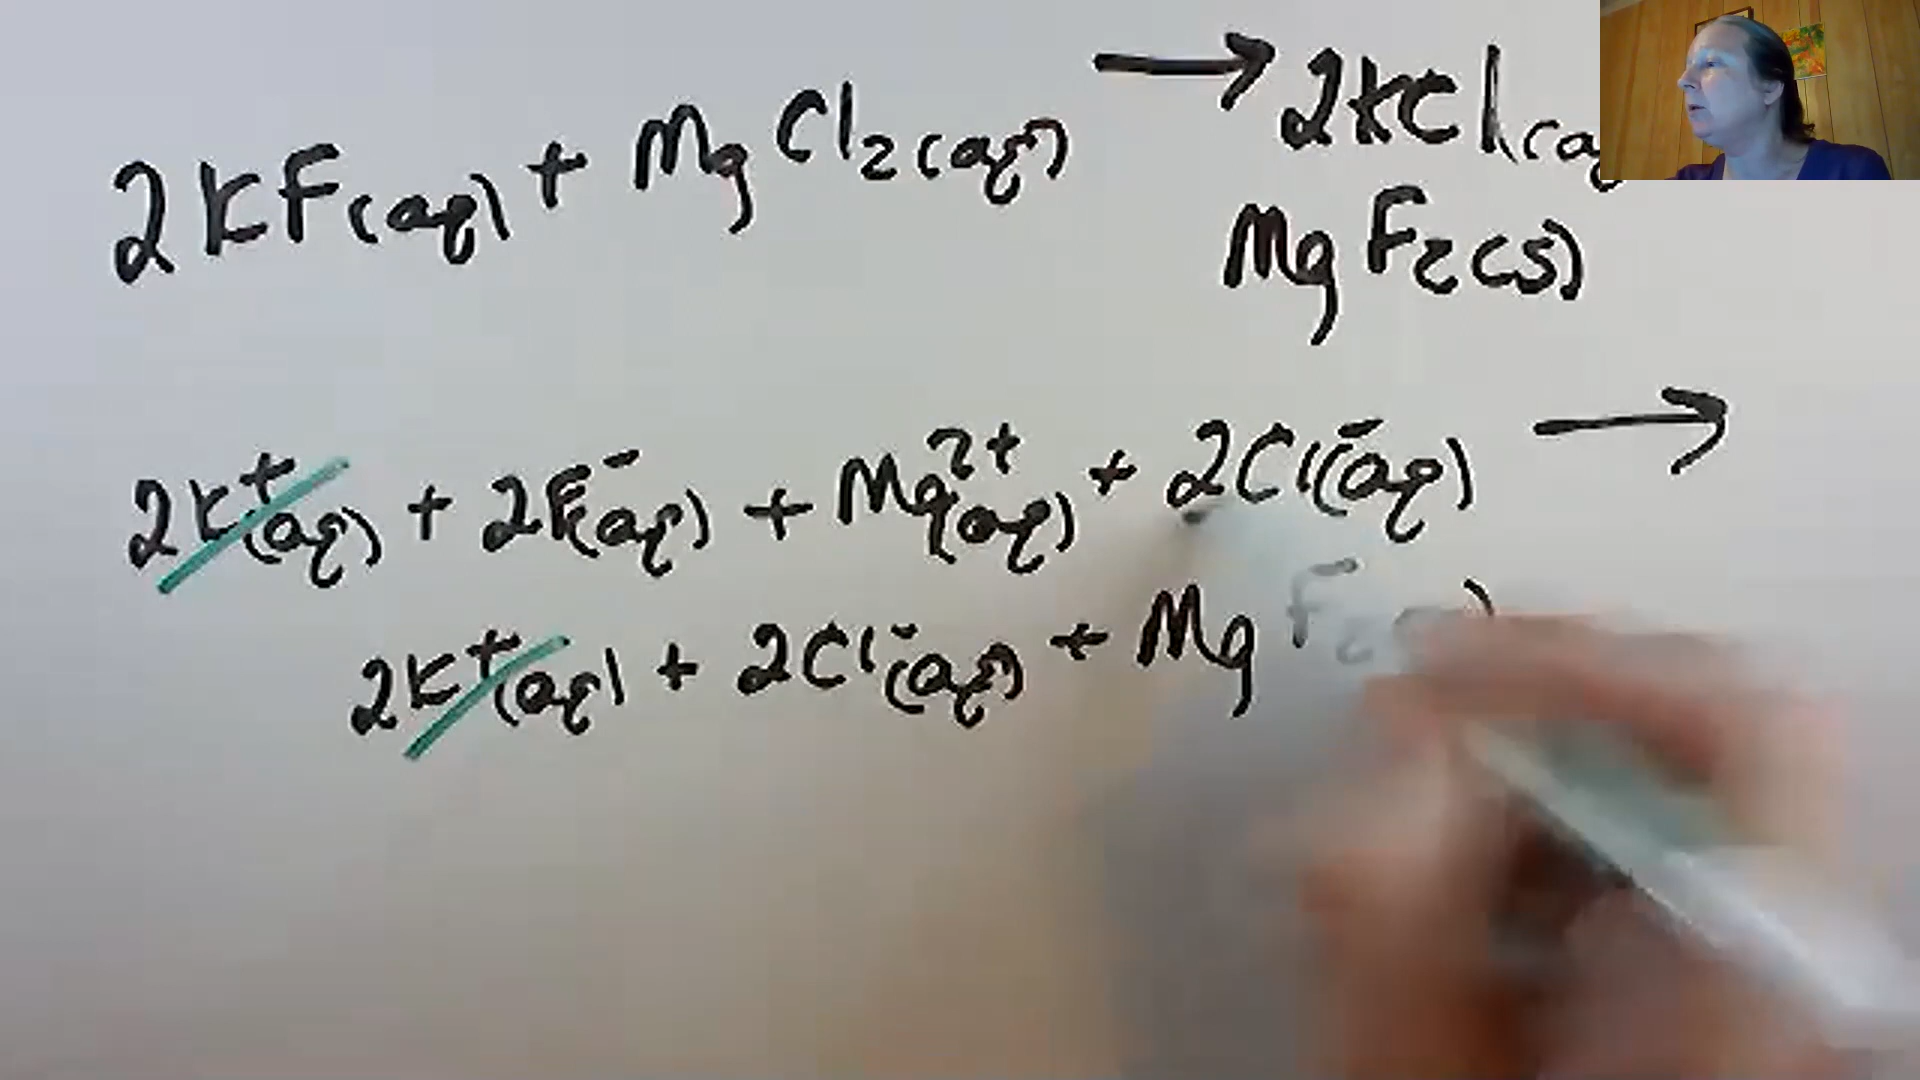 2KF(aq) + MgCl₂(aq) → 2KCl(aq
MgF₂(s)
2K⁺(aq) + 2F⁻(aq) + Mg²⁺(aq) + 2Cl⁻(aq) →
2K⁺(aq) + 2Cl⁻(aq) + MgF₂